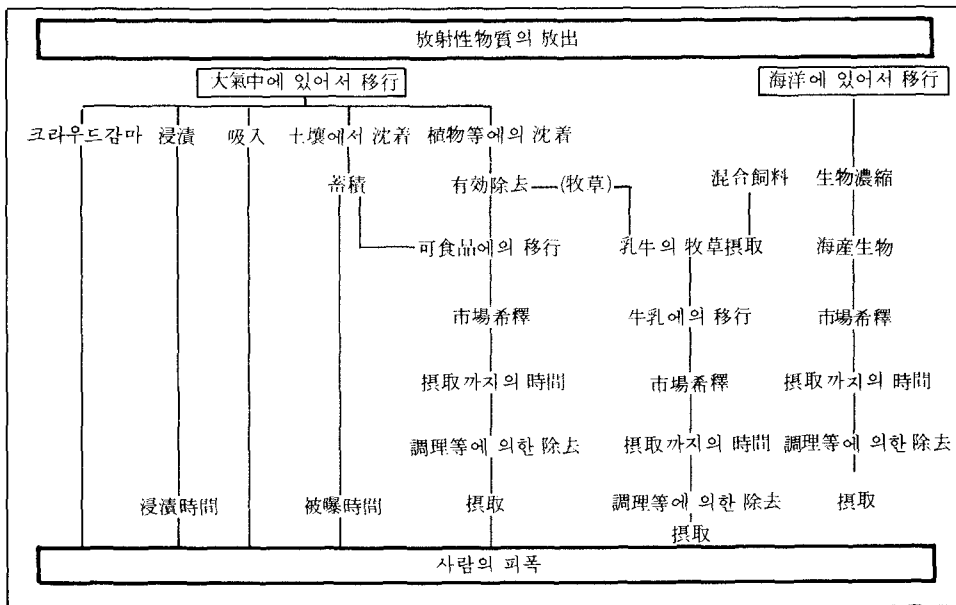 放射性物質의 放出
大氣中에 있어서 移行
海洋에 있어서 移行
크라우드감마 浸漬 吸入 土壤에서 沈着 植物等에의 沈着
蓄積 有効除去 (牧草) 混合飼料 生物濃縮
可食品에의 移行 乳牛의 牧草摂取 海産生物
市場希釋 牛乳에의 移行 市場希釋
摂取까지의 時間 市場希釋 摂取까지의 時間
調理等에 의한 除去 摂取까지의 時間 調理等에 의한 除去
浸漬時間 被曝時間 摂取 調理等에 의한 除去 摂取
摂取
사람의 피폭